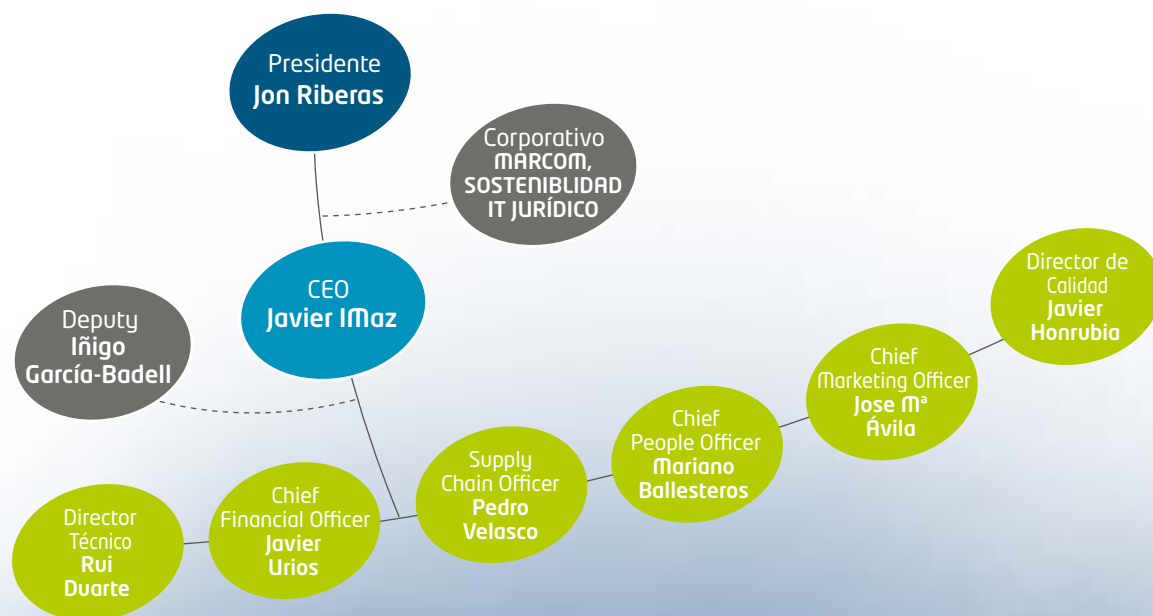 Presidente
Jon Riberas
Corporativo
MARCOM,
SOSTENIBLIDAD
IT JURÍDICO
CEO
Javier IMaz
Deputy
Iñigo
García-Badell
Director de
Calidad
Javier
Honrubia
Chief
Marketing Officer
Jose Mª
Ávila
Chief
People Officer
Mariano
Ballesteros
Supply
Chain Officer
Pedro
Velasco
Chief
Financial Officer
Javier
Urios
Director
Técnico
Rui
Duarte